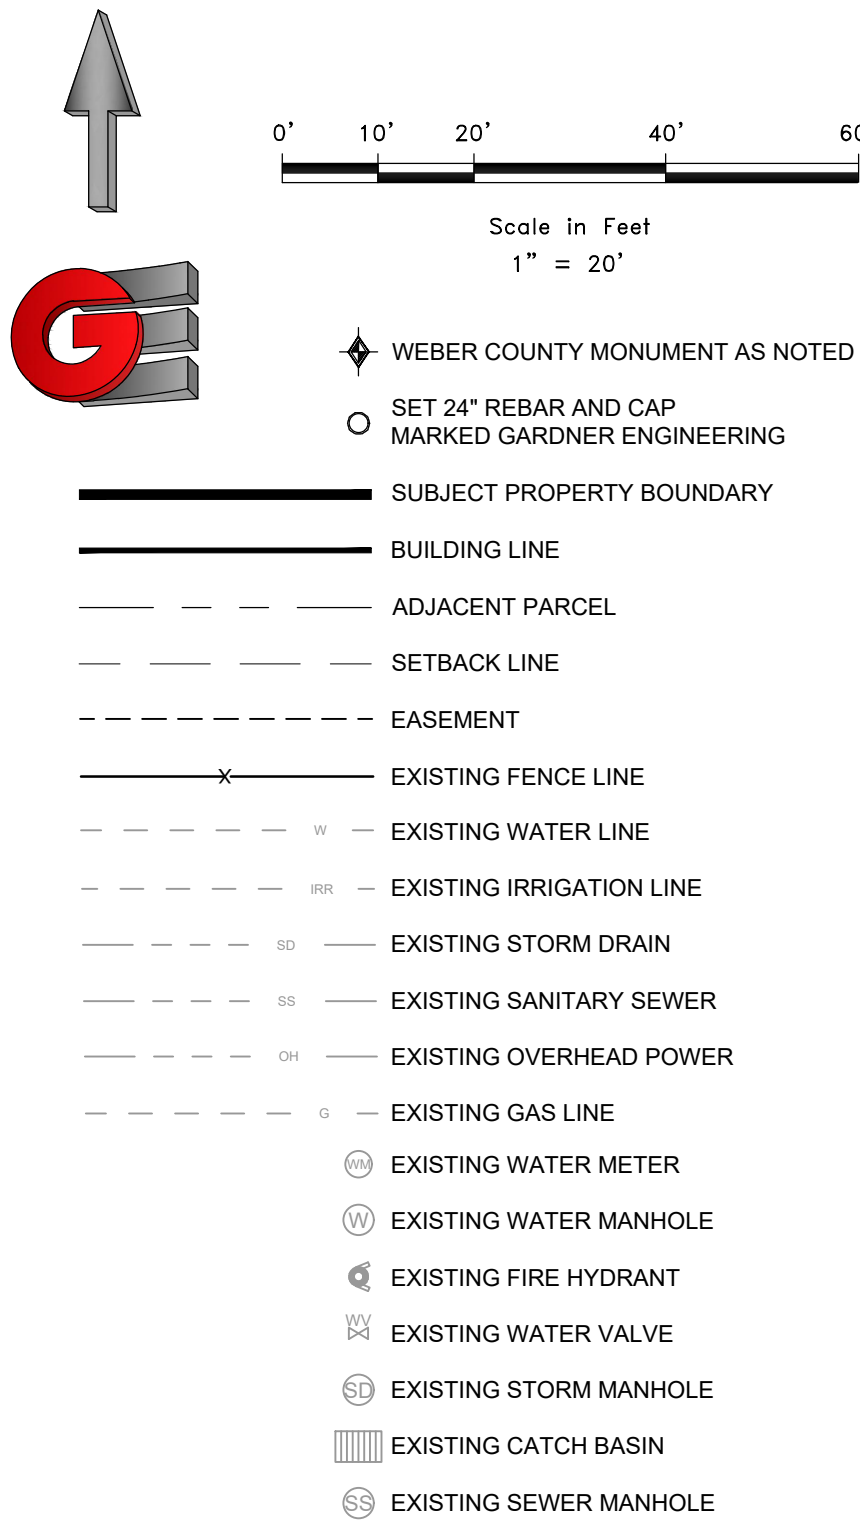 0' 10' 20' 40' 60
Scale in Feet
1" = 20'
GE
WEBER COUNTY MONUMENT AS NOTED
SET 24" REBAR AND CAP
MARKED GARDNER ENGINEERING
SUBJECT PROPERTY BOUNDARY
BUILDING LINE
ADJACENT PARCEL
SETBACK LINE
EASEMENT
X EXISTING FENCE LINE
W EXISTING WATER LINE
IRR EXISTING IRRIGATION LINE
SD EXISTING STORM DRAIN
SS EXISTING SANITARY SEWER
OH EXISTING OVERHEAD POWER
G EXISTING GAS LINE
WM EXISTING WATER METER
W EXISTING WATER MANHOLE
EXISTING FIRE HYDRANT
WV EXISTING WATER VALVE
SD EXISTING STORM MANHOLE
EXISTING CATCH BASIN
SS EXISTING SEWER MANHOLE